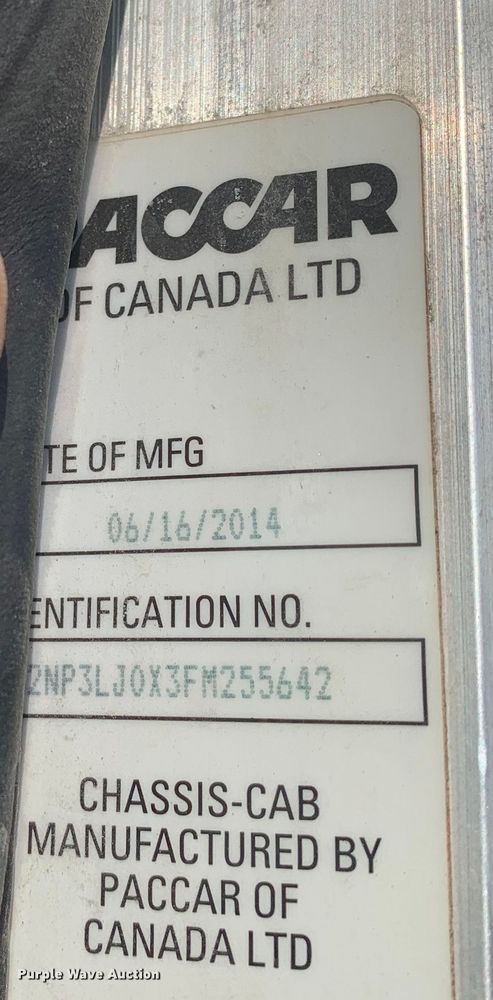 PACCAR
OF CANADA LTD
TE OF MFG
06/16/2014
ENTIFICATION NO.
2NP3LJ0X3FM255642
CHASSIS-CAB
MANUFACTURED BY
PACCAR OF
CANADA LTD
Purple Wave Auction